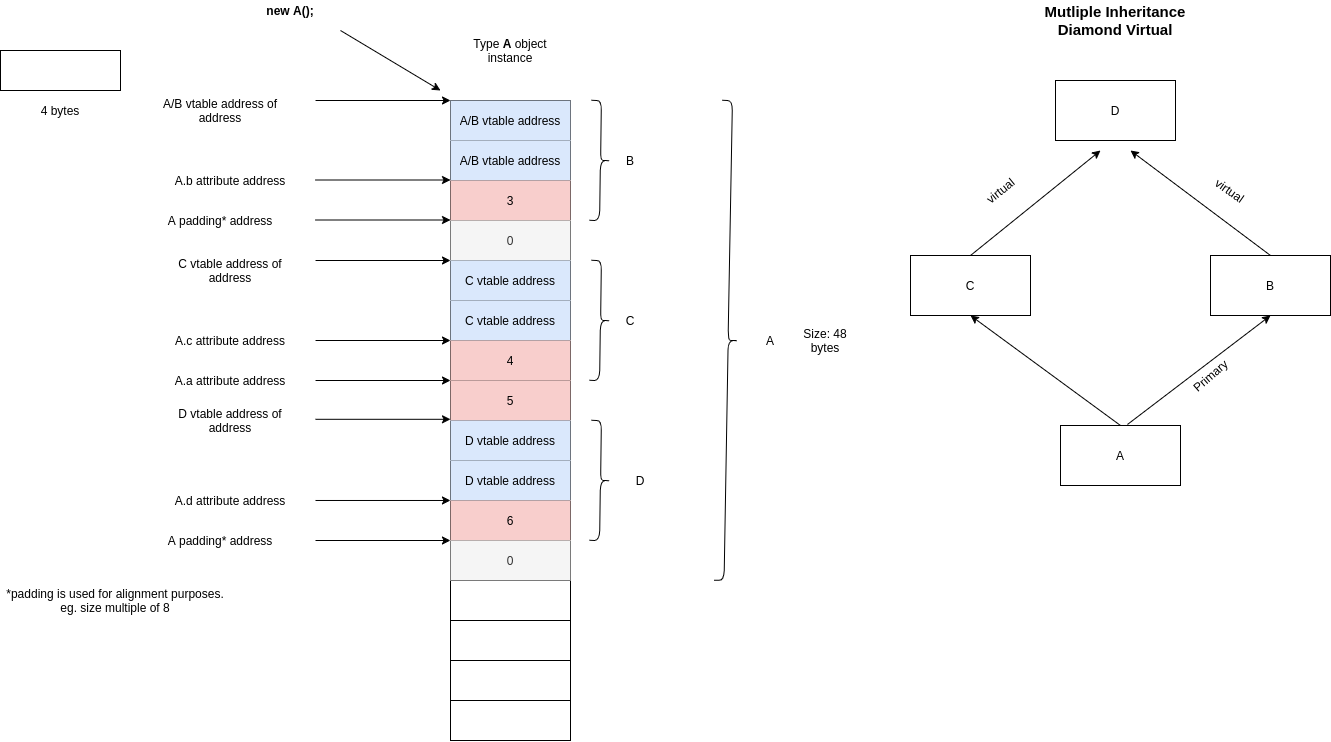 new A();
Mutliple Inheritance
Diamond Virtual
Type A object
instance
4 bytes
A/B vtable address of
address
A/B vtable address
A/B vtable address
B
A.b attribute address
3
A padding* address
0
C vtable address of
address
C vtable address
C vtable address
C
A.c attribute address
4
A.a attribute address
5
D vtable address of
address
D vtable address
D vtable address
D
A.d attribute address
6
A padding* address
0
A
Size: 48
bytes
*padding is used for alignment purposes.
eg. size multiple of 8
D
virtual
virtual
C
B
Primary
A